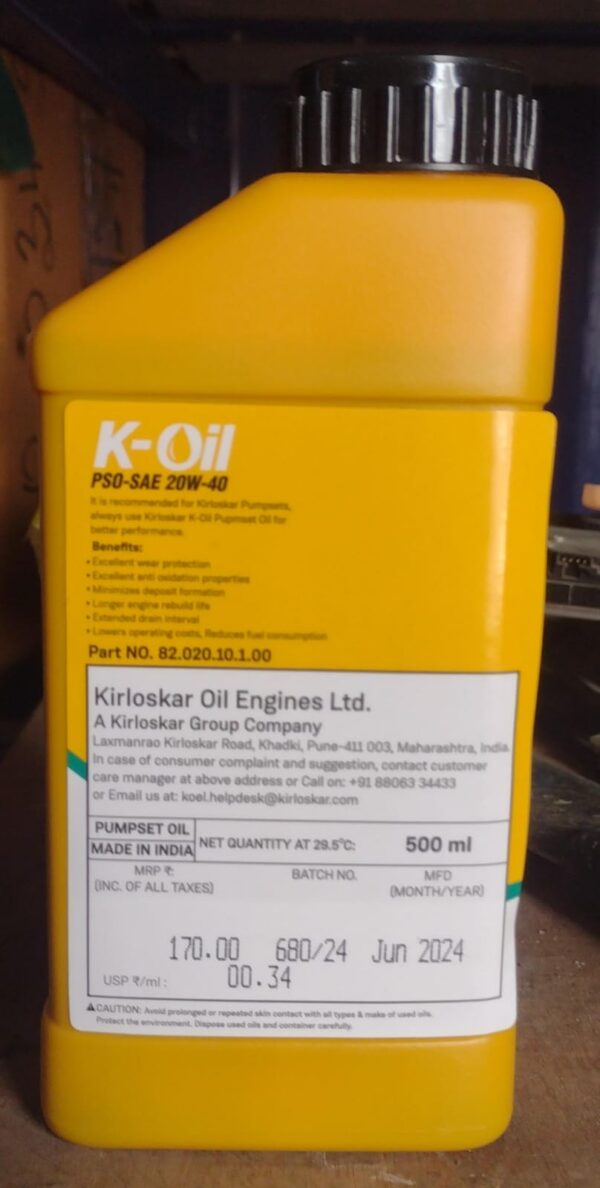 K-Oil
PSO-SAE 20W-40
It is recommended for Kirloskar Pumpsets,
always use Kirloskar K-Oil Pupmset Oil for
better performance.
Benefits:
• Excellent wear protection
• Excellent anti oxidation properties
• Minimizes deposit formation
• Longer engine rebuild life
• Extended drain interval
• Lowers operating costs, Reduces fuel consumption
Part NO. 82.020.10.1.00
Kirloskar Oil Engines Ltd.
A Kirloskar Group Company
Laxmanrao Kirloskar Road, Khadki, Pune-411 003, Maharashtra, India
In case of consumer complaint and suggestion, contact customer
care manager at above address or Call on: +91 88063 34433
or Email us at: koel.helpdesk@kirloskar.com
PUMPSET OIL
MADE IN INDIA
NET QUANTITY AT 29.5°C: 500 ml
MRP ₹: BATCH NO. MFD
(INC. OF ALL TAXES) (MONTH/YEAR)
170.00 680/24 Jun 2024
USP ₹/ml : 00.34
CAUTION: Avoid prolonged or repeated skin contact with all types & make of used oils.
Protect the environment. Dispose used oils and container carefully.